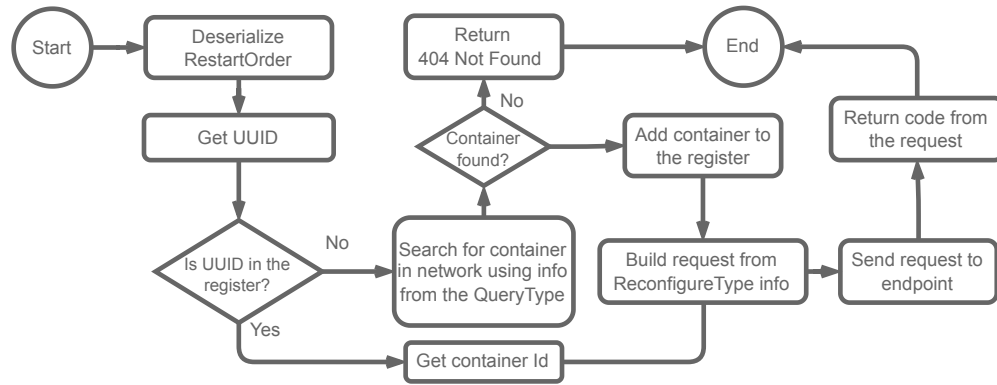 Start
Deserialize
RestartOrder
Get UUID
Is UUID in the
register?
No
Yes
Search for container
in network using info
from the QueryType
Container
found?
No
Return
404 Not Found
End
Add container to
the register
Get container Id
Build request from
ReconfigureType info
Send request to
endpoint
Return code from
the request